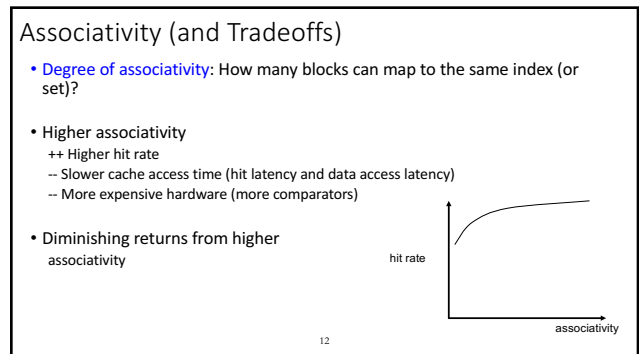 Associativity (and Tradeoffs)
• Degree of associativity: How many blocks can map to the same index (or
set)?
• Higher associativity
++ Higher hit rate
-- Slower cache access time (hit latency and data access latency)
-- More expensive hardware (more comparators)
• Diminishing returns from higher
associativity
hit rate
associativity
12